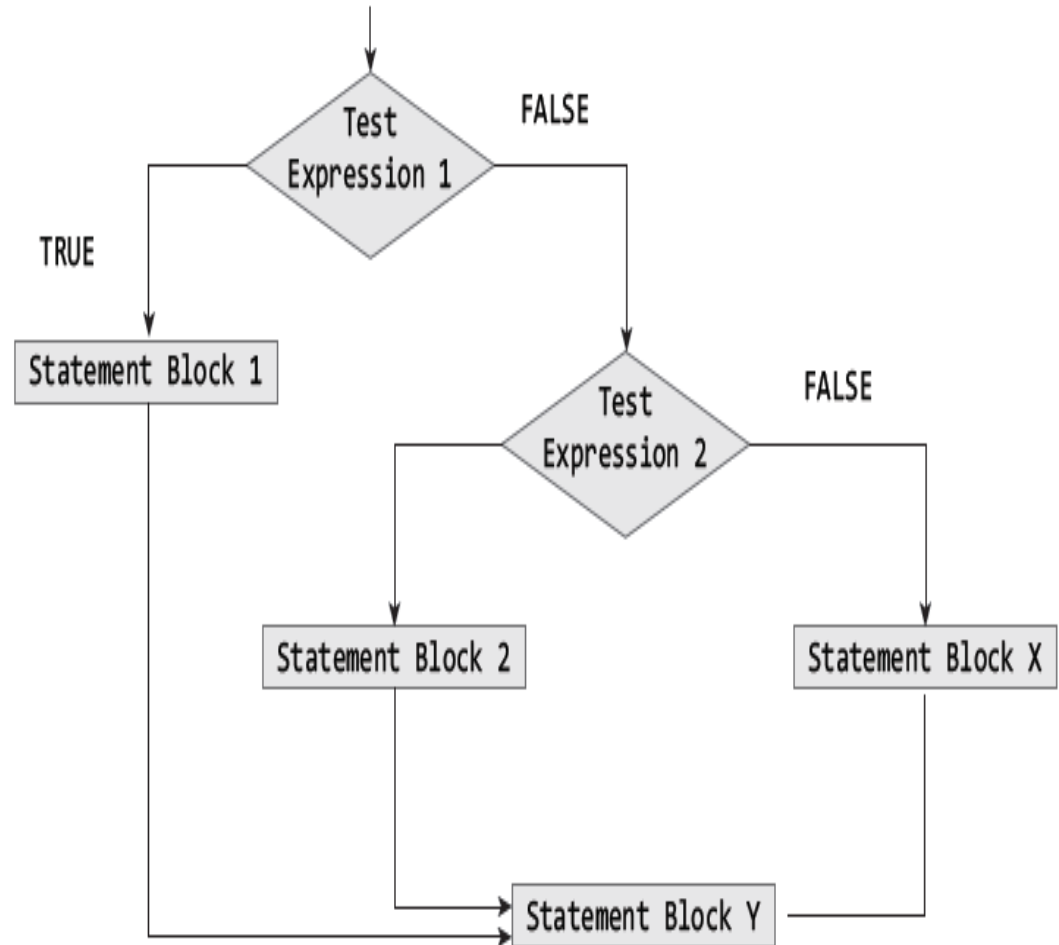 Test
Expression 1
FALSE
TRUE
Statement Block 1
Test
Expression 2
FALSE
Statement Block 2
Statement Block X
Statement Block Y